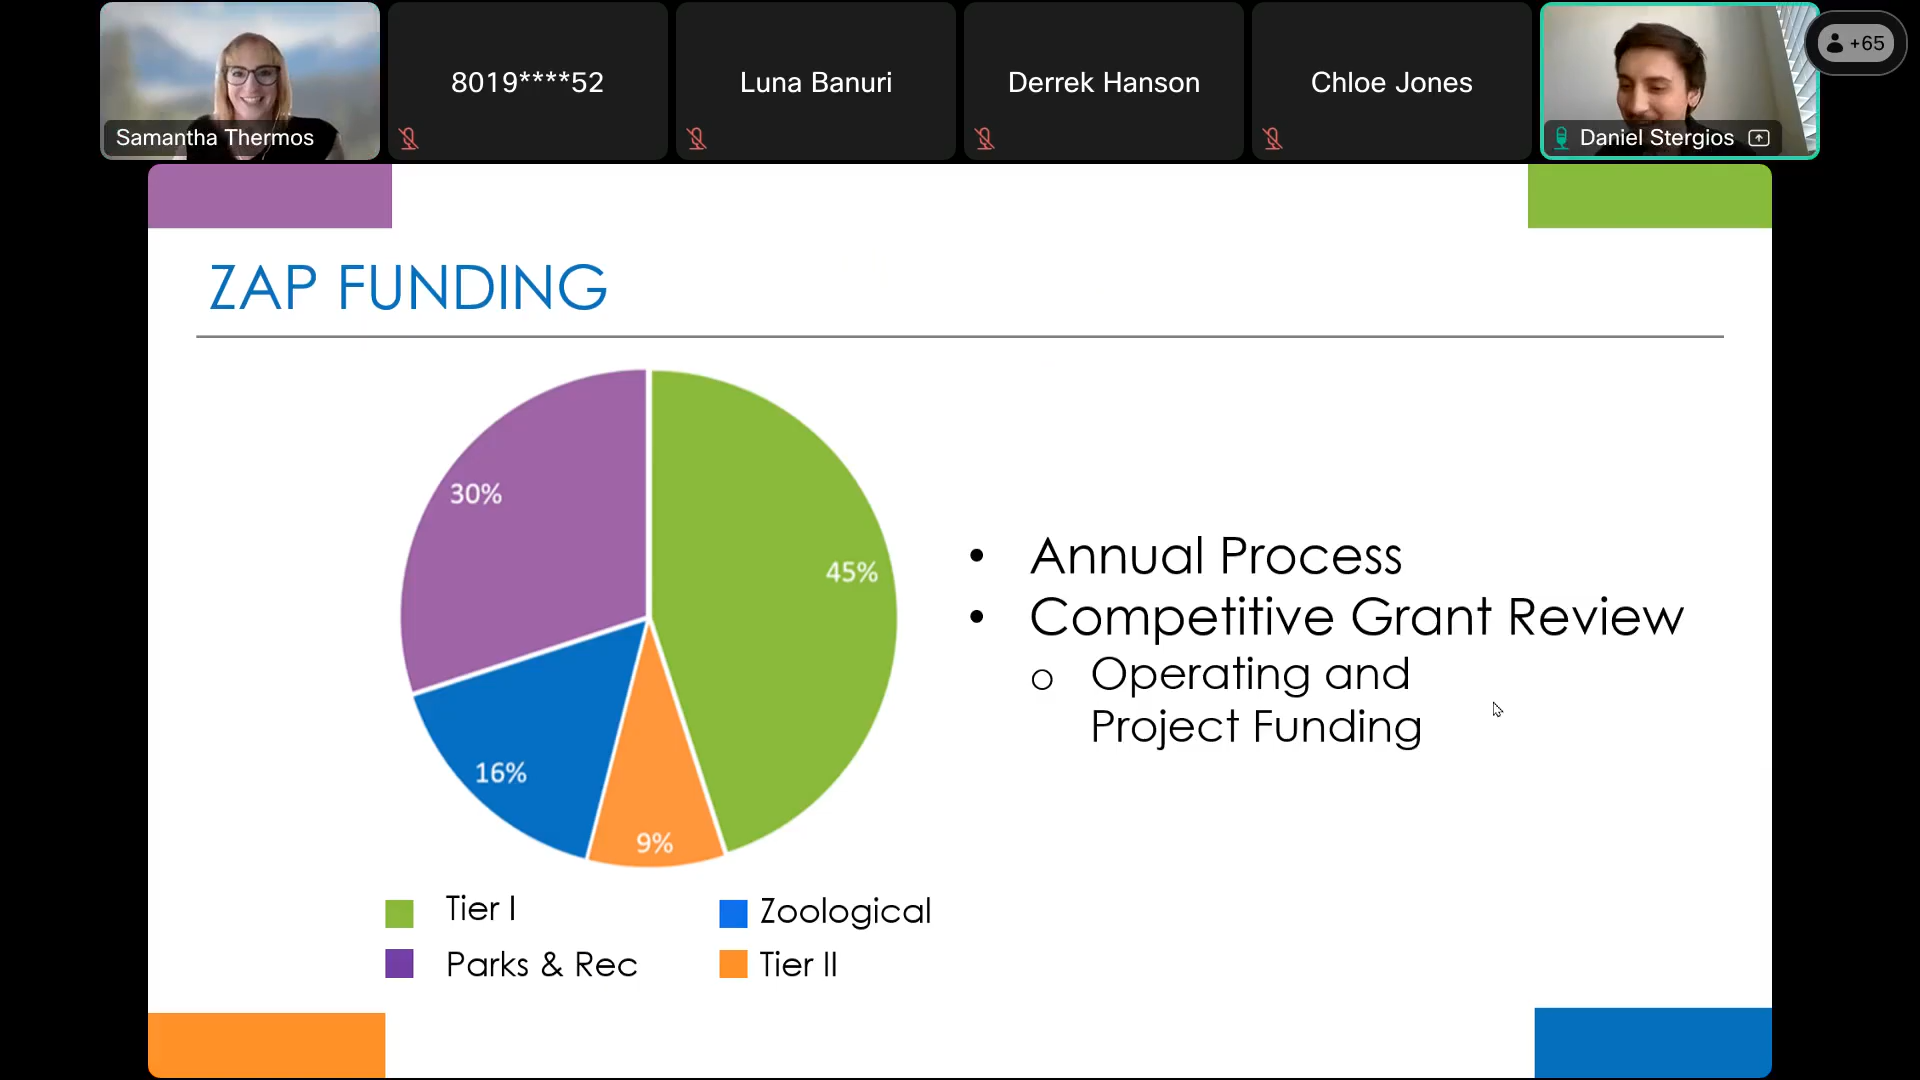 Samantha Thermos
8019****52
Luna Banuri
Derrek Hanson
Chloe Jones
Daniel Stergios
+65
ZAP FUNDING
30%
45%
16%
9%
• Annual Process
• Competitive Grant Review
o Operating and
Project Funding
Tier I
Zoological
Parks & Rec
Tier II